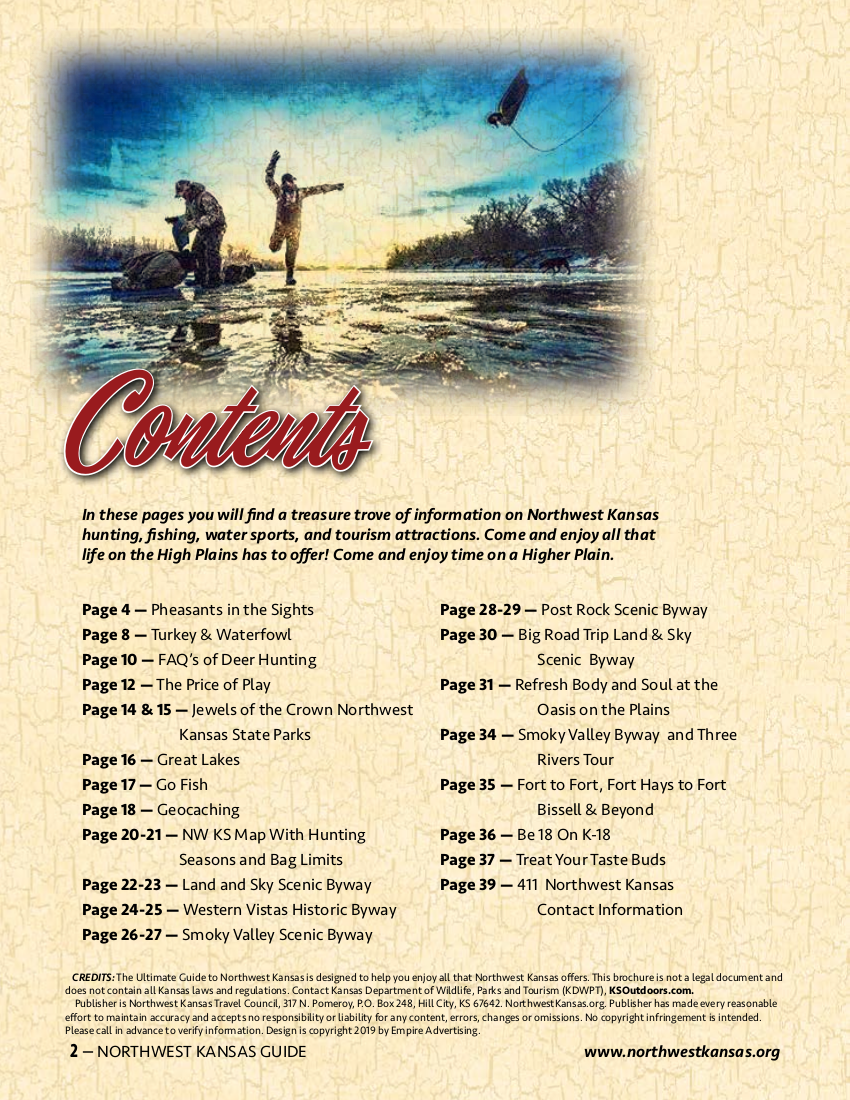 Contents
In these pages you will find a treasure trove of information on Northwest Kansas
hunting, fishing, water sports, and tourism attractions. Come and enjoy all that
life on the High Plains has to offer! Come and enjoy time on a Higher Plain.
Page 4 — Pheasants in the Sights
Page 8 — Turkey & Waterfowl
Page 10 — FAQ's of Deer Hunting
Page 12 — The Price of Play
Page 14 & 15 — Jewels of the Crown Northwest
Kansas State Parks
Page 16 — Great Lakes
Page 17 — Go Fish
Page 18 — Geocaching
Page 20-21 — NW KS Map With Hunting
Seasons and Bag Limits
Page 22-23 — Land and Sky Scenic Byway
Page 24-25 — Western Vistas Historic Byway
Page 26-27 — Smoky Valley Scenic Byway
Page 28-29 — Post Rock Scenic Byway
Page 30 — Big Road Trip Land & Sky
Scenic Byway
Page 31 — Refresh Body and Soul at the
Oasis on the Plains
Page 34 — Smoky Valley Byway and Three
Rivers Tour
Page 35 — Fort to Fort, Fort Hays to Fort
Bissell & Beyond
Page 36 — Be 18 On K-18
Page 37 — Treat Your Taste Buds
Page 39 — 411 Northwest Kansas
Contact Information
CREDITS: The Ultimate Guide to Northwest Kansas is designed to help you enjoy all that Northwest Kansas offers. This brochure is not a legal document and
does not contain all Kansas laws and regulations. Contact Kansas Department of Wildlife, Parks and Tourism (KDWPT), KSOutdoors.com.
Publisher is Northwest Kansas Travel Council, 317 N. Pomeroy, P.O. Box 248, Hill City, KS 67642. NorthwestKansas.org. Publisher has made every reasonable
effort to maintain accuracy and accepts no responsibility or liability for any content, errors, changes or omissions. No copyright infringement is intended.
Please call in advance to verify information. Design is copyright 2019 by Empire Advertising.
2 — NORTHWEST KANSAS GUIDE
www.northwestkansas.org